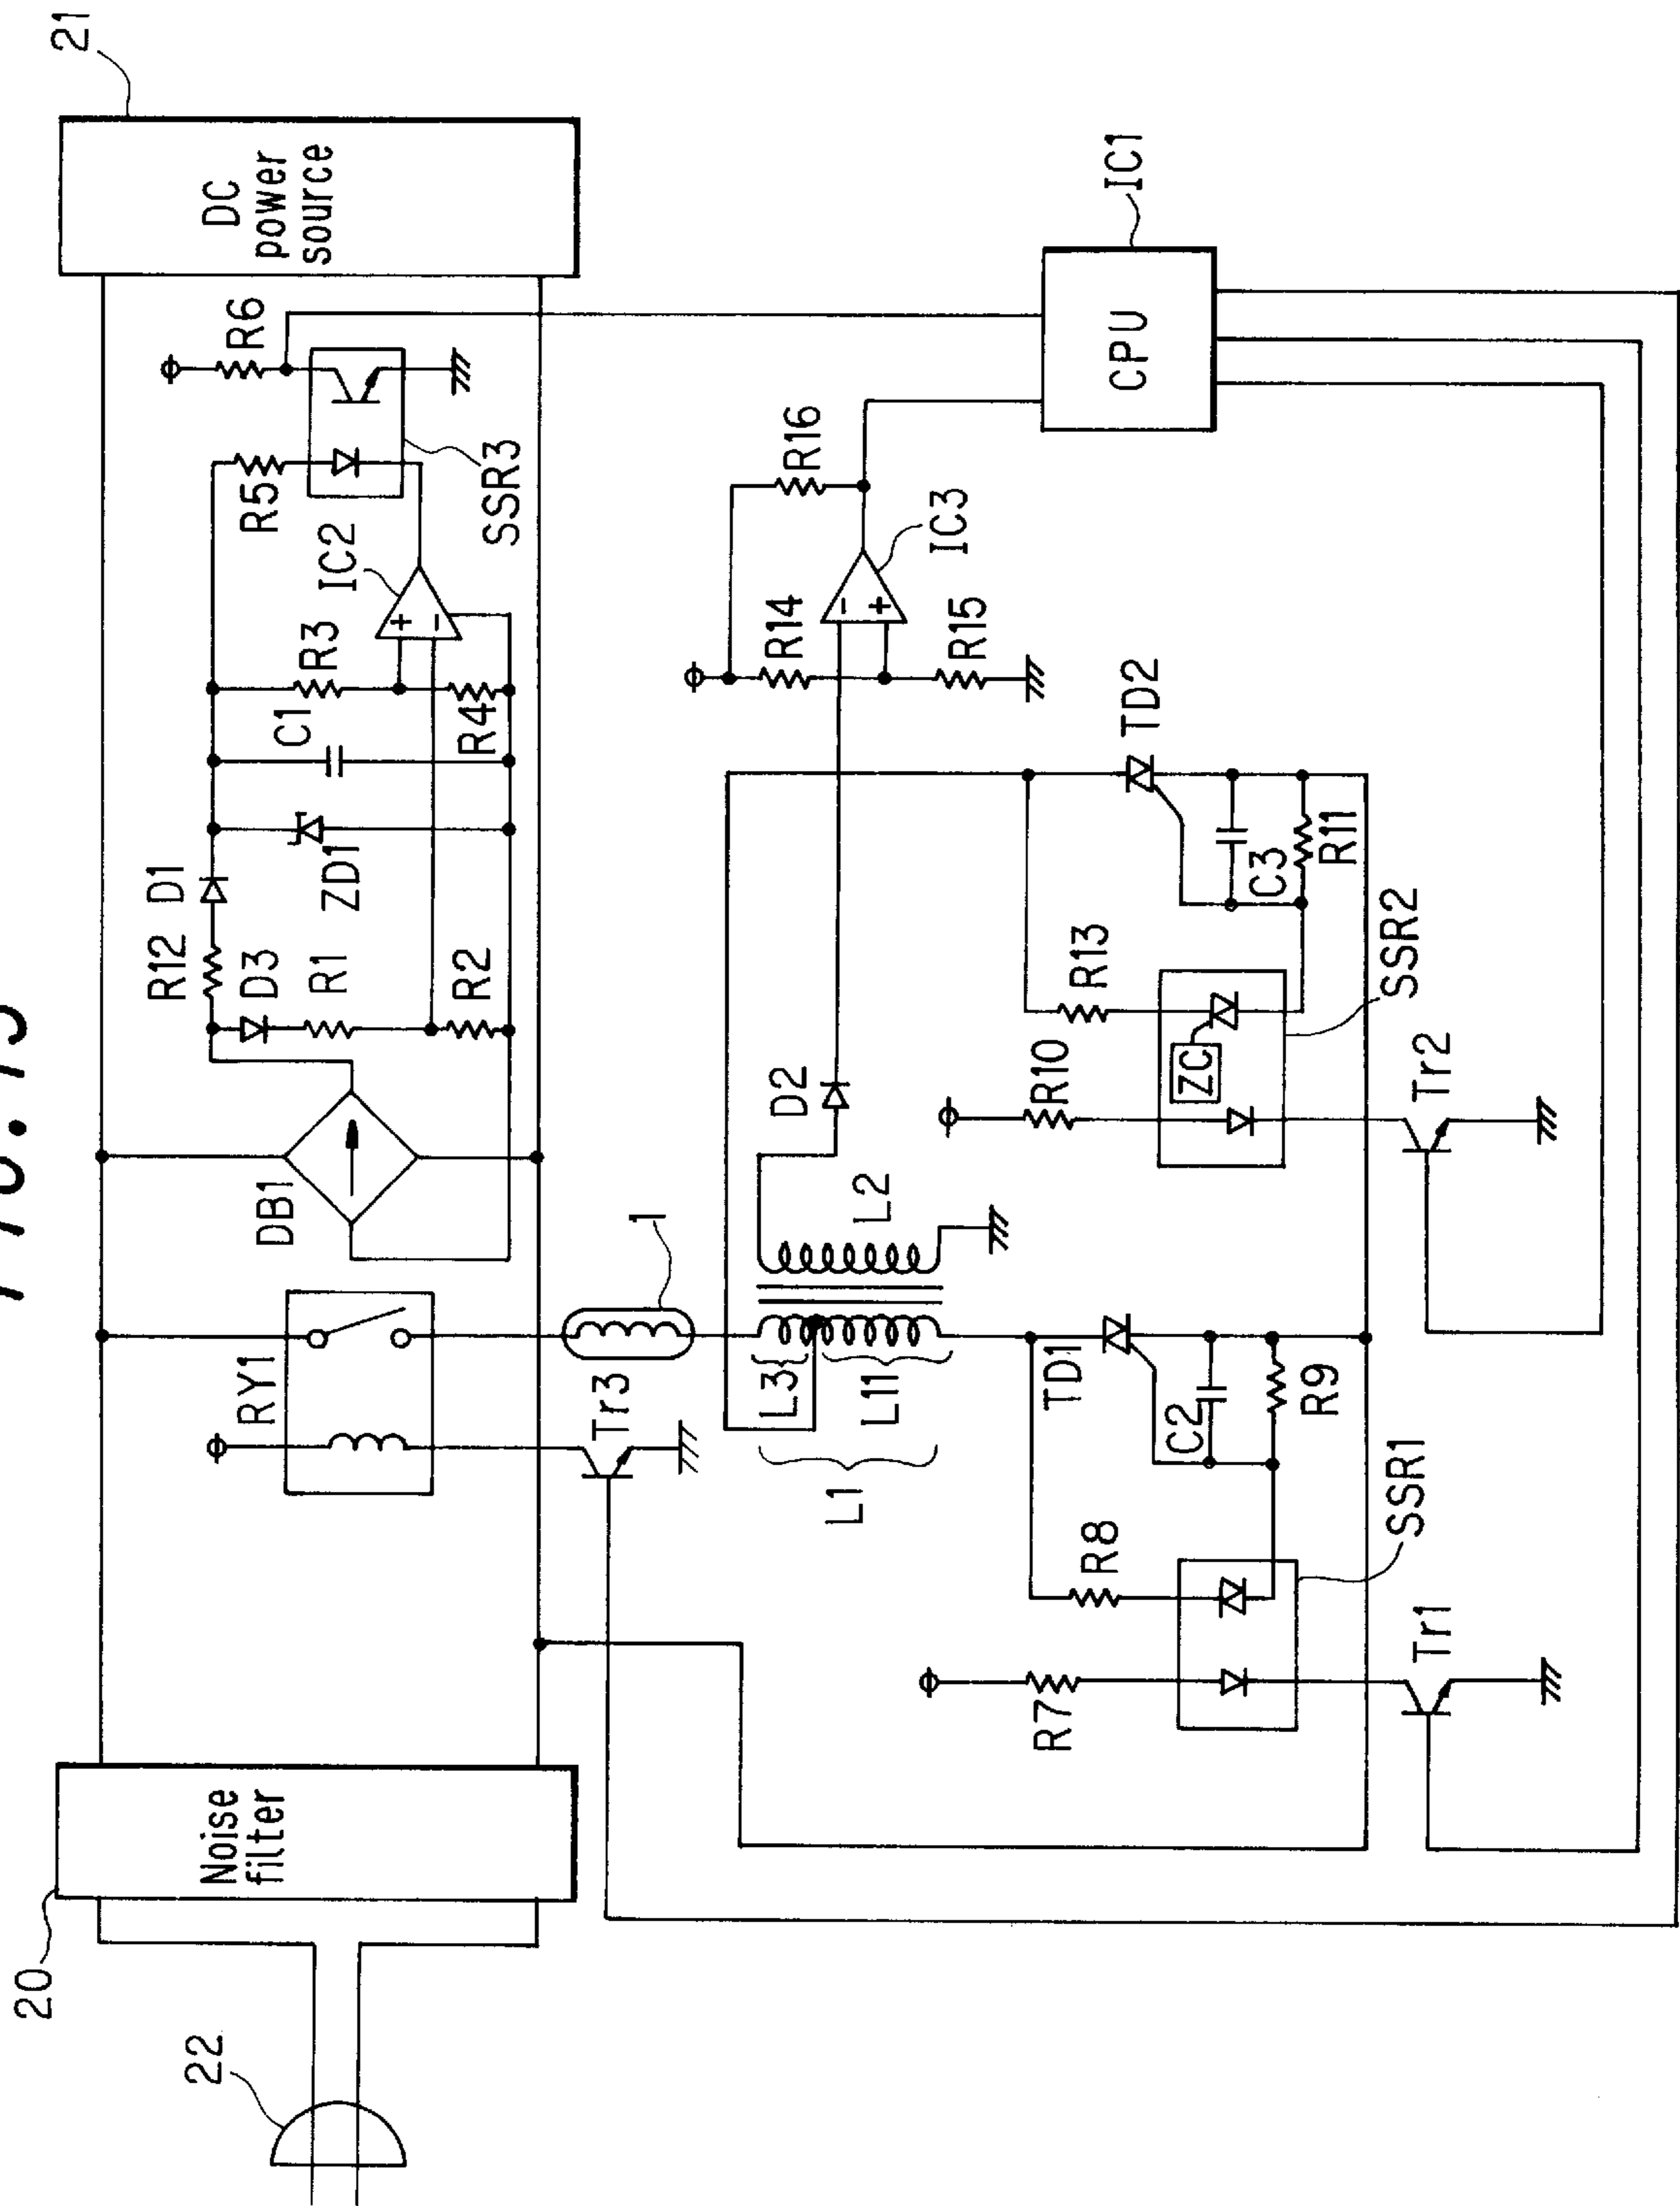 20
22
Noise
filter
DC
power
source
21
RY1
DB1
R12
D1
D3
R1
R2
ZD1
C1
R3
R4
IC2
+
-
R5
R6
SSR3
Tr3
1
L3
L11
L1
L2
D2
R14
R15
-
+
IC3
R16
CPU
IC1
R7
R8
SSR1
Tr1
TD1
C2
R9
R10
R13
ZC
SSR2
Tr2
TD2
C3
R11